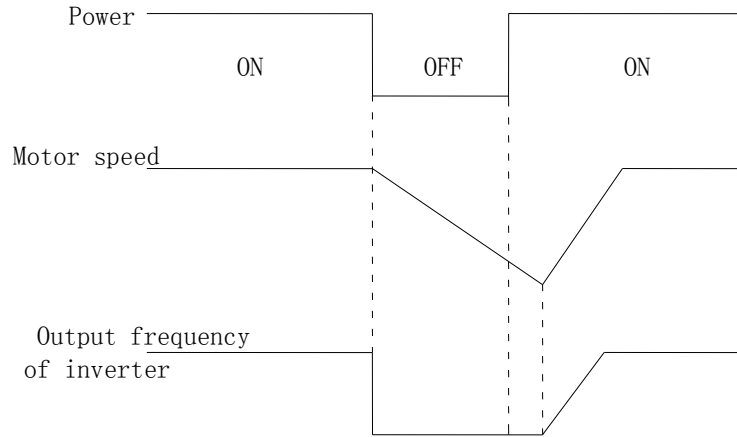 Power
ON
OFF
ON
Motor speed
Output frequency
of inverter